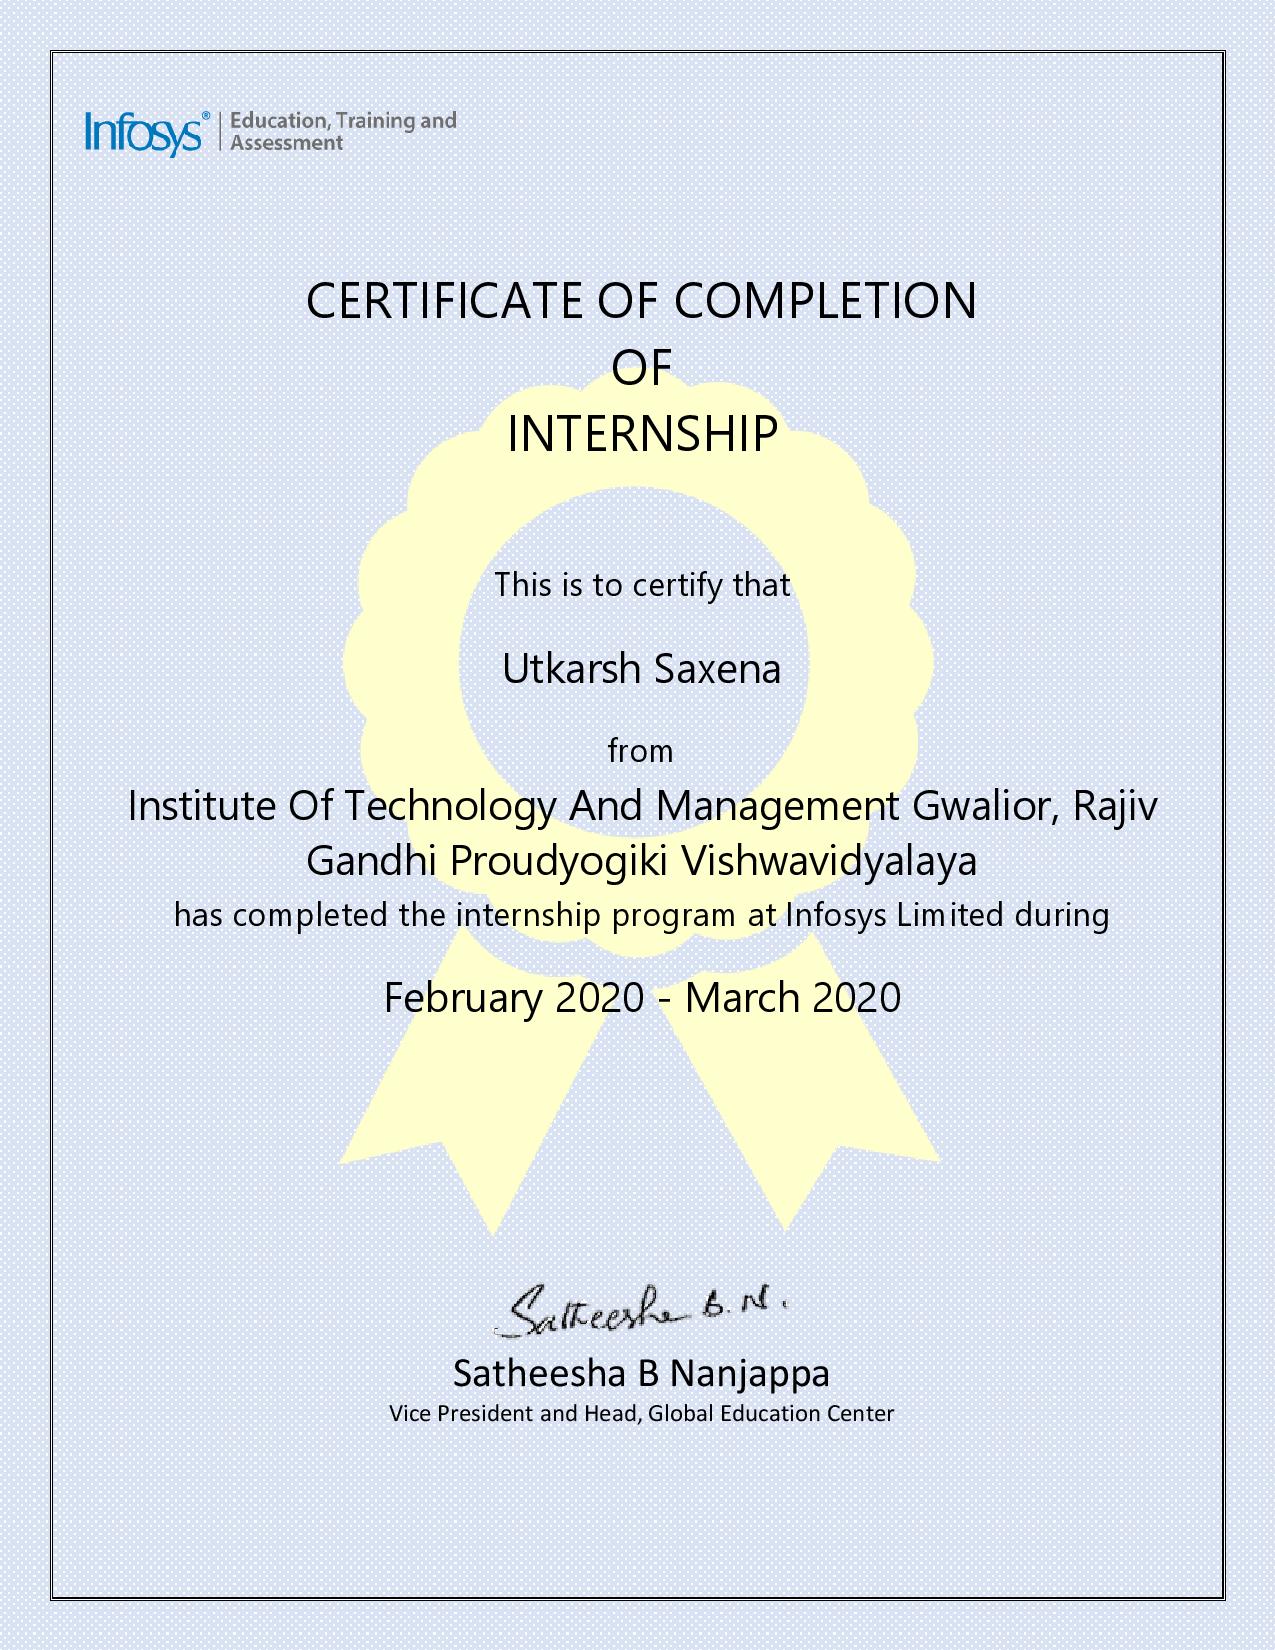 Infosys® | Education, Training and
Assessment
CERTIFICATE OF COMPLETION
OF
INTERNSHIP
This is to certify that
Utkarsh Saxena
from
Institute Of Technology And Management Gwalior, Rajiv
Gandhi Proudyogiki Vishwavidyalaya
has completed the internship program at Infosys Limited during
February 2020 - March 2020
Satheesha B. N.
Satheesha B Nanjappa
Vice President and Head, Global Education Center